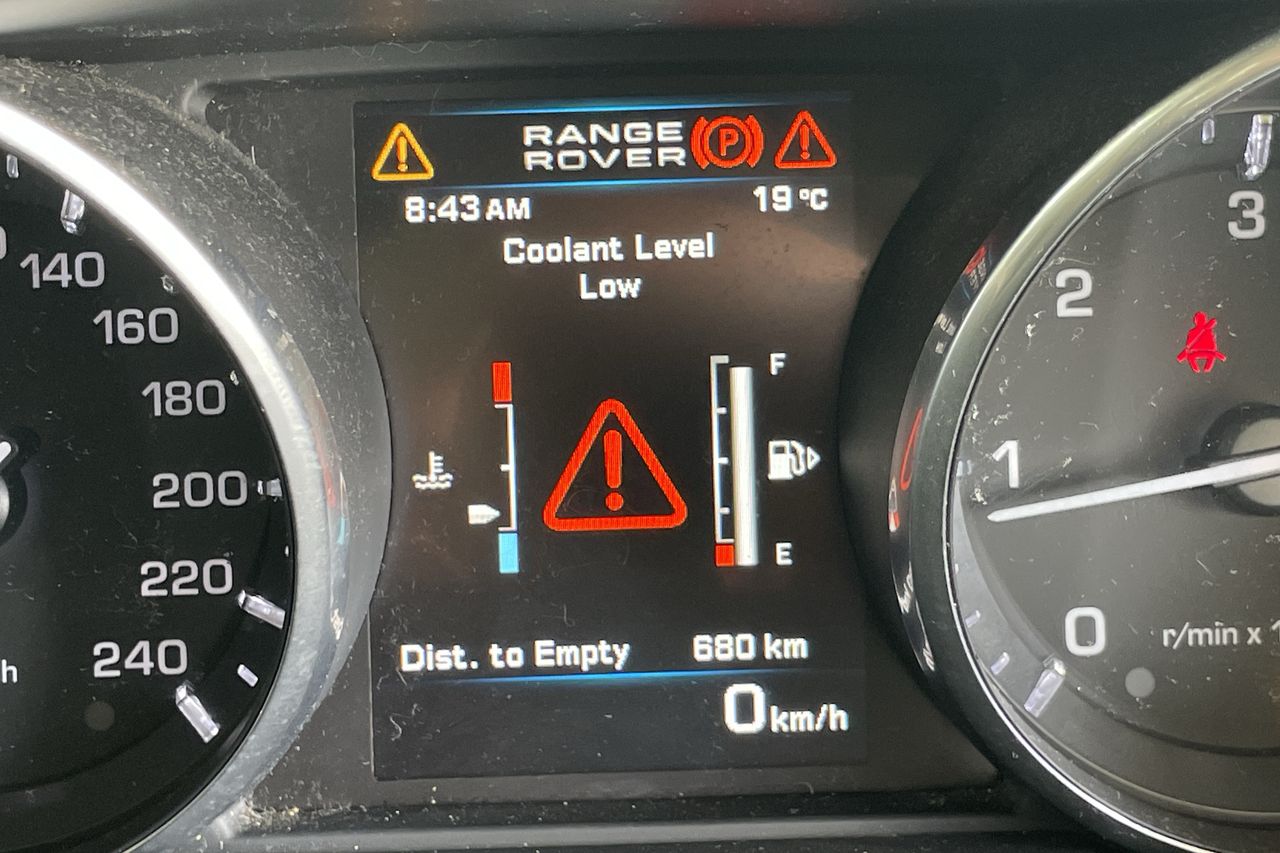 RANGE
ROVER
P
8:43 AM
19 °C
Coolant Level
Low
F
E
Dist. to Empty 680 km
0 km/h
140
160
180
200
220
240
3
2
1
0
r/min x